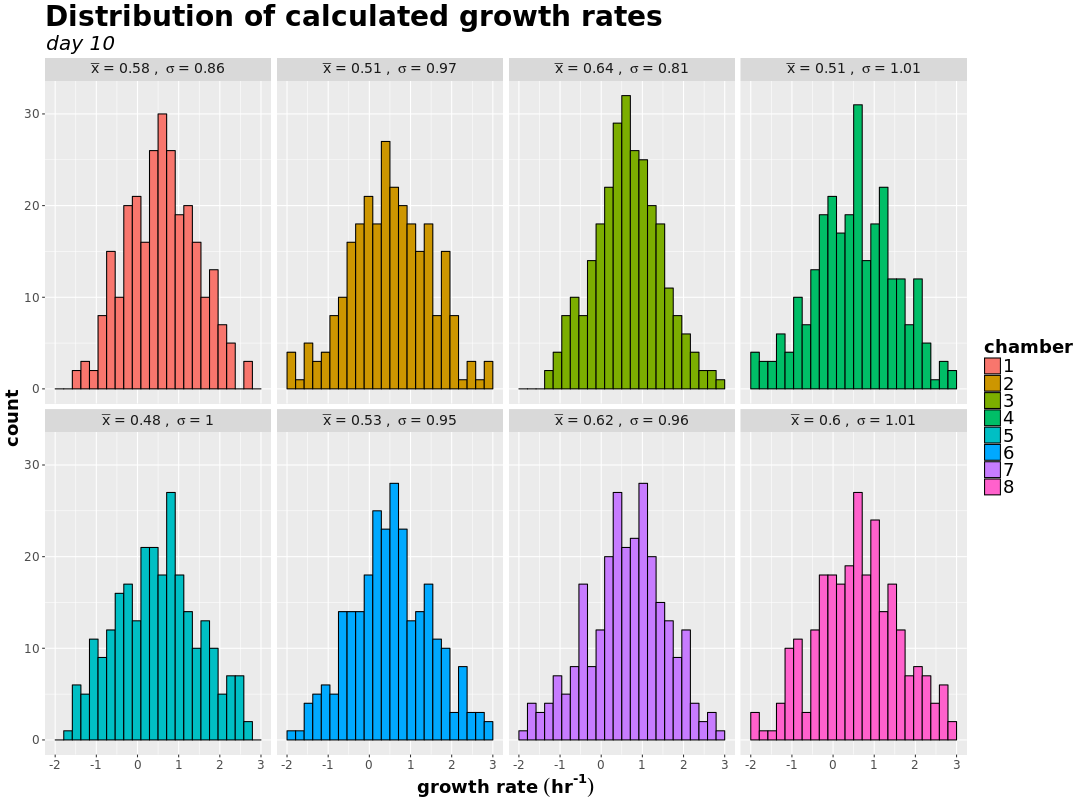 Distribution of calculated growth rates
day 10
x̅ = 0.58 , σ = 0.86
x̅ = 0.51 , σ = 0.97
x̅ = 0.64 , σ = 0.81
x̅ = 0.51 , σ = 1.01
30
20
10
0
x̅ = 0.48 , σ = 1
x̅ = 0.53 , σ = 0.95
x̅ = 0.62 , σ = 0.96
x̅ = 0.6 , σ = 1.01
30
20
10
0
-2 -1 0 1 2 3
-2 -1 0 1 2 3
-2 -1 0 1 2 3
-2 -1 0 1 2 3
count
growth rate (hr⁻¹)
chamber
1
2
3
4
5
6
7
8